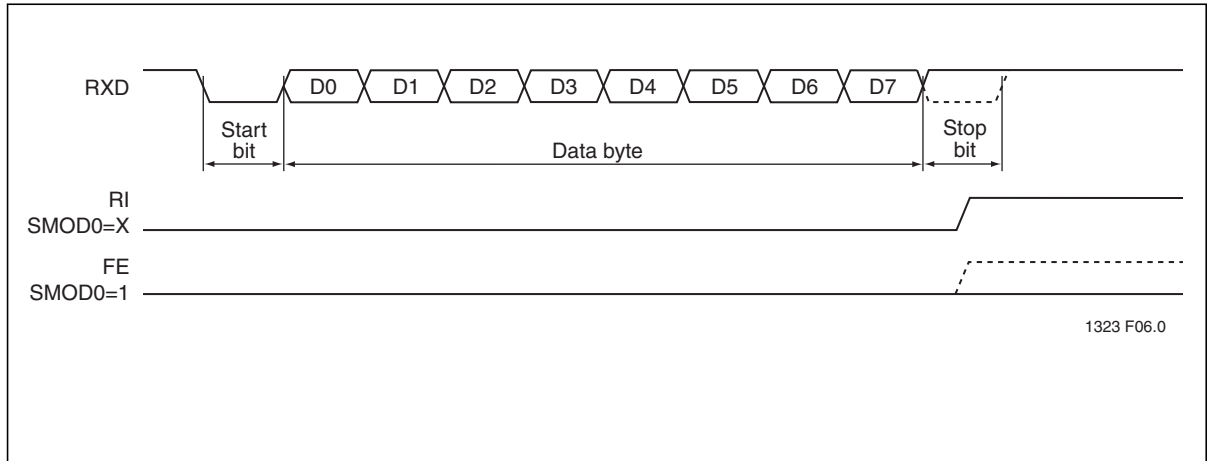 RXD D0 D1 D2 D3 D4 D5 D6 D7
Start
bit
Data byte
Stop
bit
RI
SMOD0=X
FE
SMOD0=1
1323 F06.0